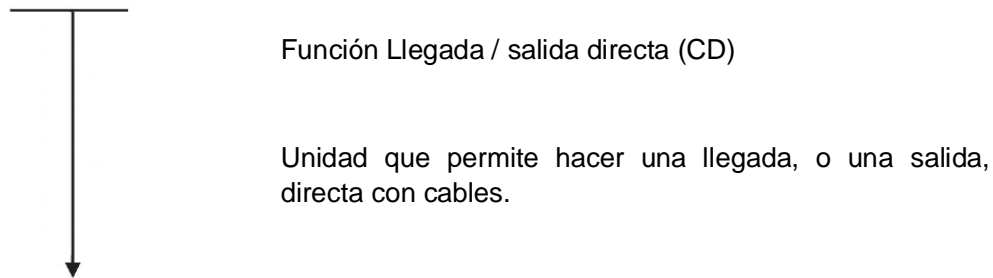 Función Llegada / salida directa (CD)
Unidad que permite hacer una llegada, o una salida,
directa con cables.